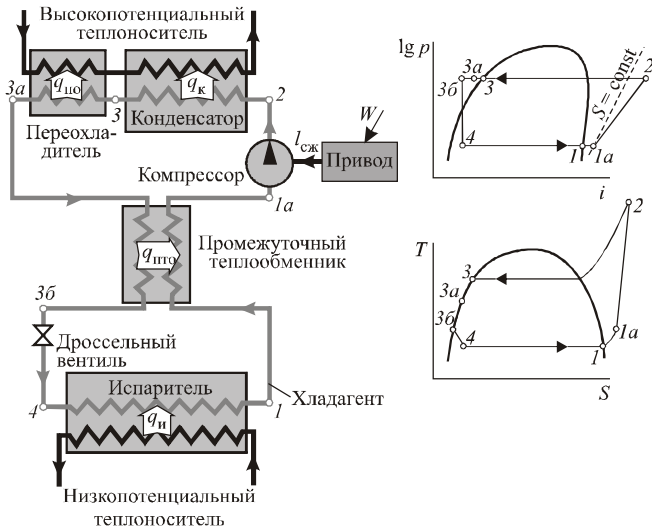 Высокопотенциальный
теплоноситель
3а
qпо
3
qк
2
Переохла-
дитель
Конденсатор
W
lсж
Привод
Компрессор
1а
Промежуточный
теплообменник
qпто
3б
Дроссельный
вентиль
Испаритель
Хладагент
4
qи
1
Низкопотенциальный
теплоноситель
lg p
3а
3
3б
2
S = const
4
1
1а
i
T
2
3
3а
3б
4
1а
1
S